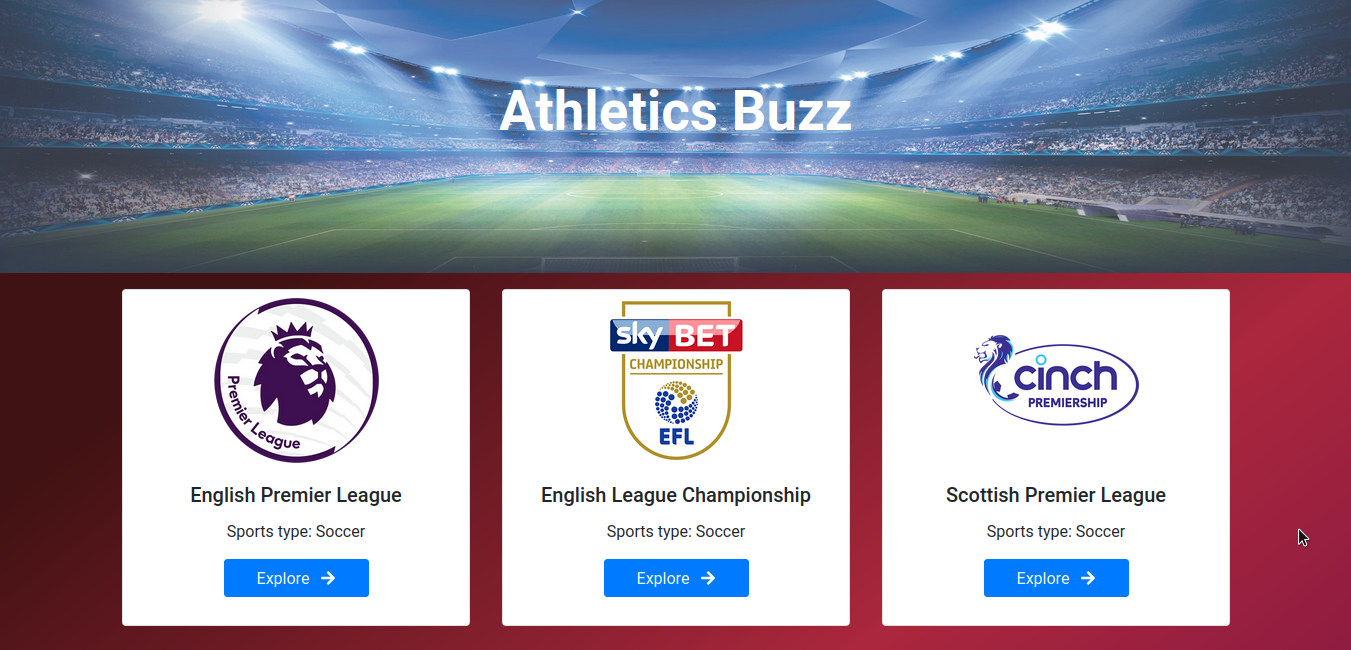 Athletics Buzz
Premier League
sky BET
CHAMPIONSHIP
EFL
cinch
PREMIERSHIP
English Premier League
English League Championship
Scottish Premier League
Sports type: Soccer
Sports type: Soccer
Sports type: Soccer
Explore
Explore
Explore